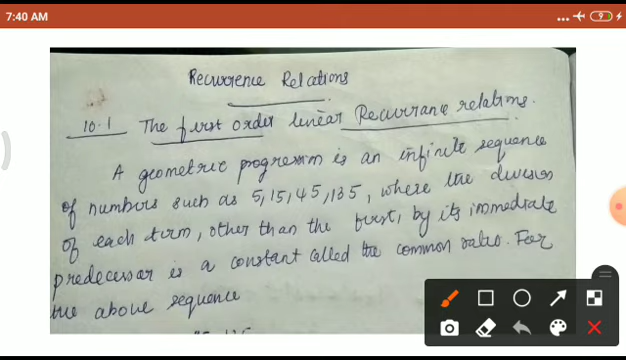 7:40 AM
Recurrence Relations
10.1 The first order linear Recurrance relations.
A geometric progression is an infinite sequence
of numbers such as 5, 15, 45, 135, where the division
of each term, other than the first, by its immediate
predecessor is a constant called the common ratio. For
the above sequence